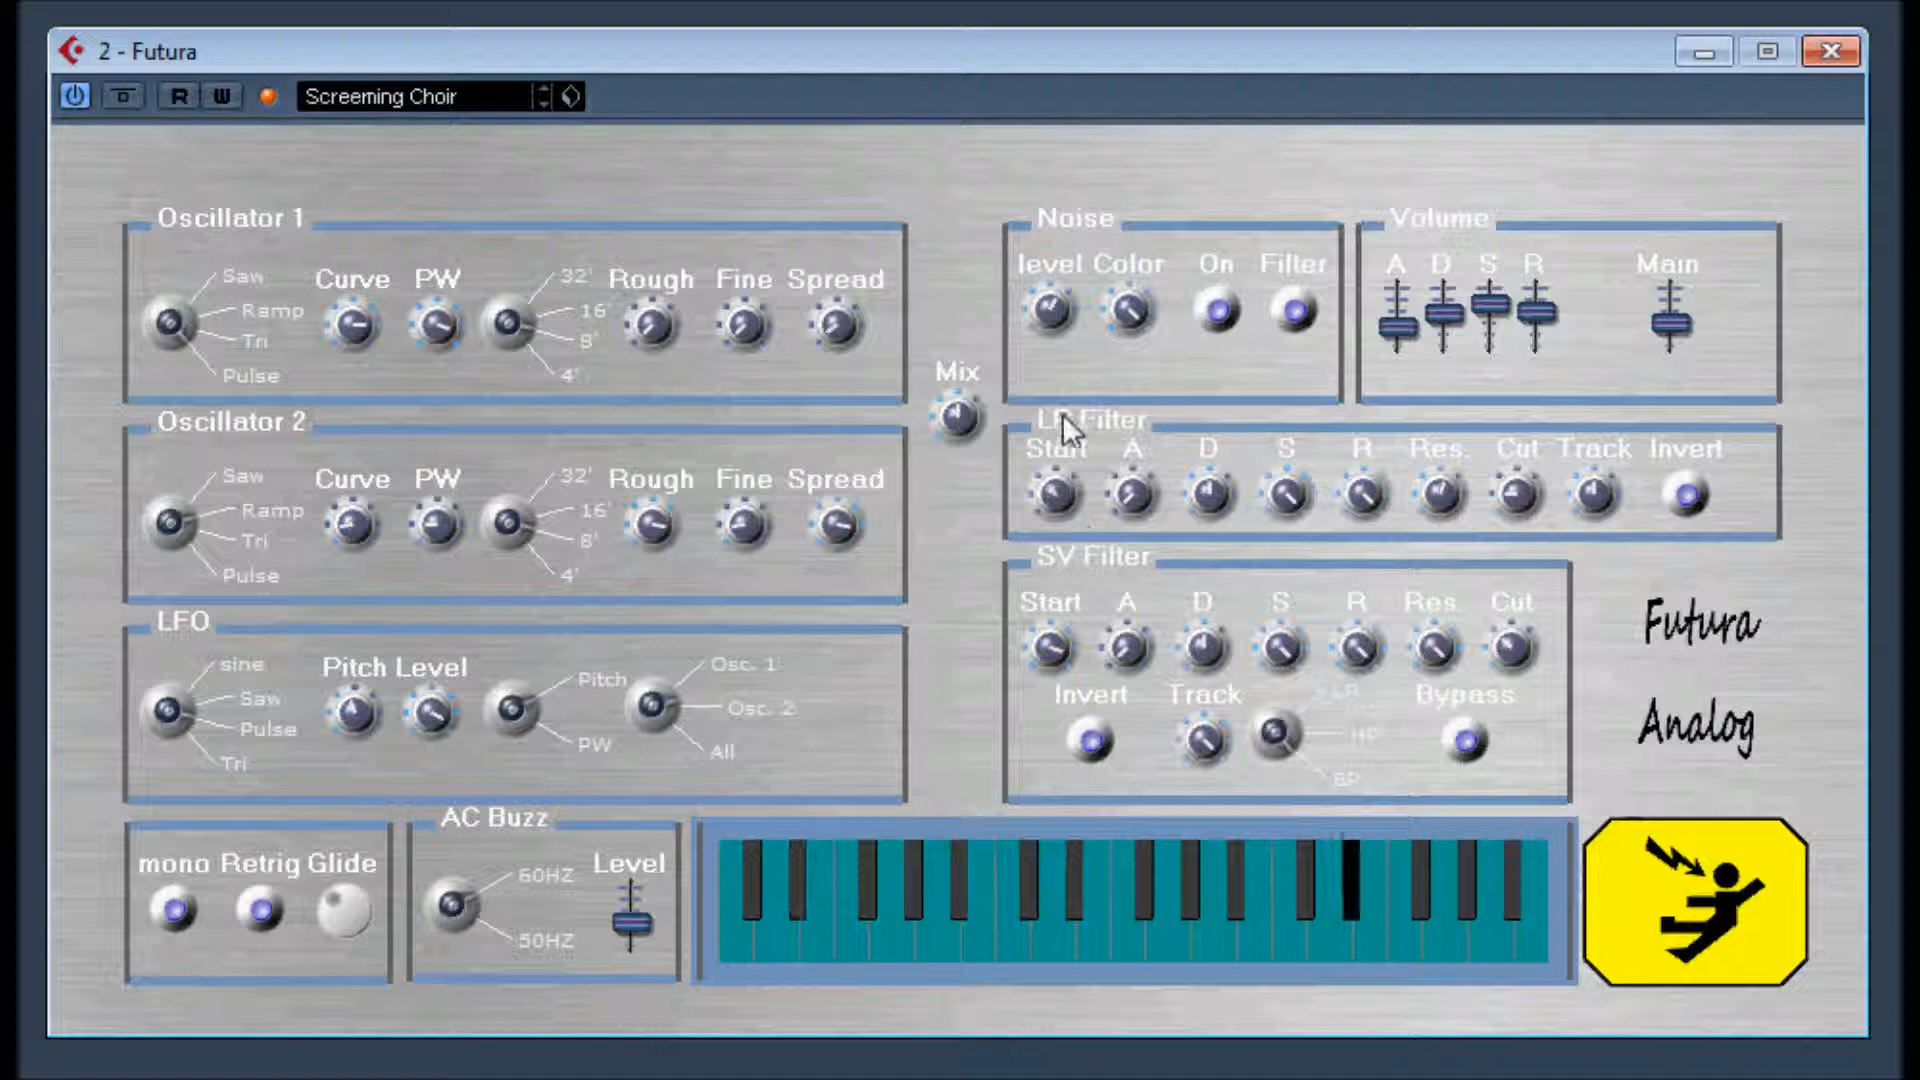 2 - Futura
R W Screeming Choir
Oscillator 1
Saw
Ramp
Tri
Pulse
Curve PW
32'
16'
8'
4'
Rough Fine Spread
Oscillator 2
Saw
Ramp
Tri
Pulse
Curve PW
32'
16'
8'
4'
Rough Fine Spread
LFO
sine
Saw
Pulse
Tri
Pitch Level
Pitch
PW
Osc. 1
Osc. 2
All
mono Retrig Glide
AC Buzz
60HZ
50HZ
Level
Mix
Noise
level Color On Filter
Volume
A D S R Main
Filter
Start A D S R Res. Cut Track Invert
SV Filter
Start A D S R Res. Cut
Invert Track
HP
BP
Bypass
Futura
Analog